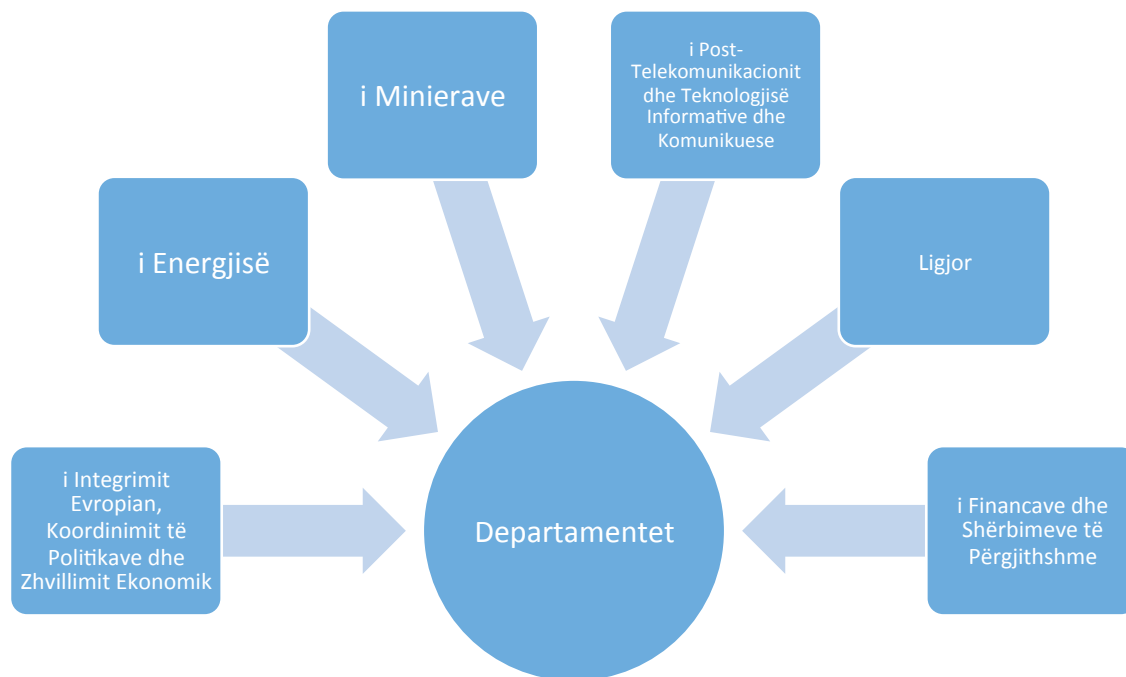 i Integrimit
Evropian,
Koordinimit të
Politikave dhe
Zhvillimit Ekonomik
i Energjisë
i Minierave
i Post-
Telekomunikacionit
dhe Teknologjisë
Informative dhe
Komunikuese
Ligjor
i Financave dhe
Shërbimeve të
Përgjithshme
Departamentet